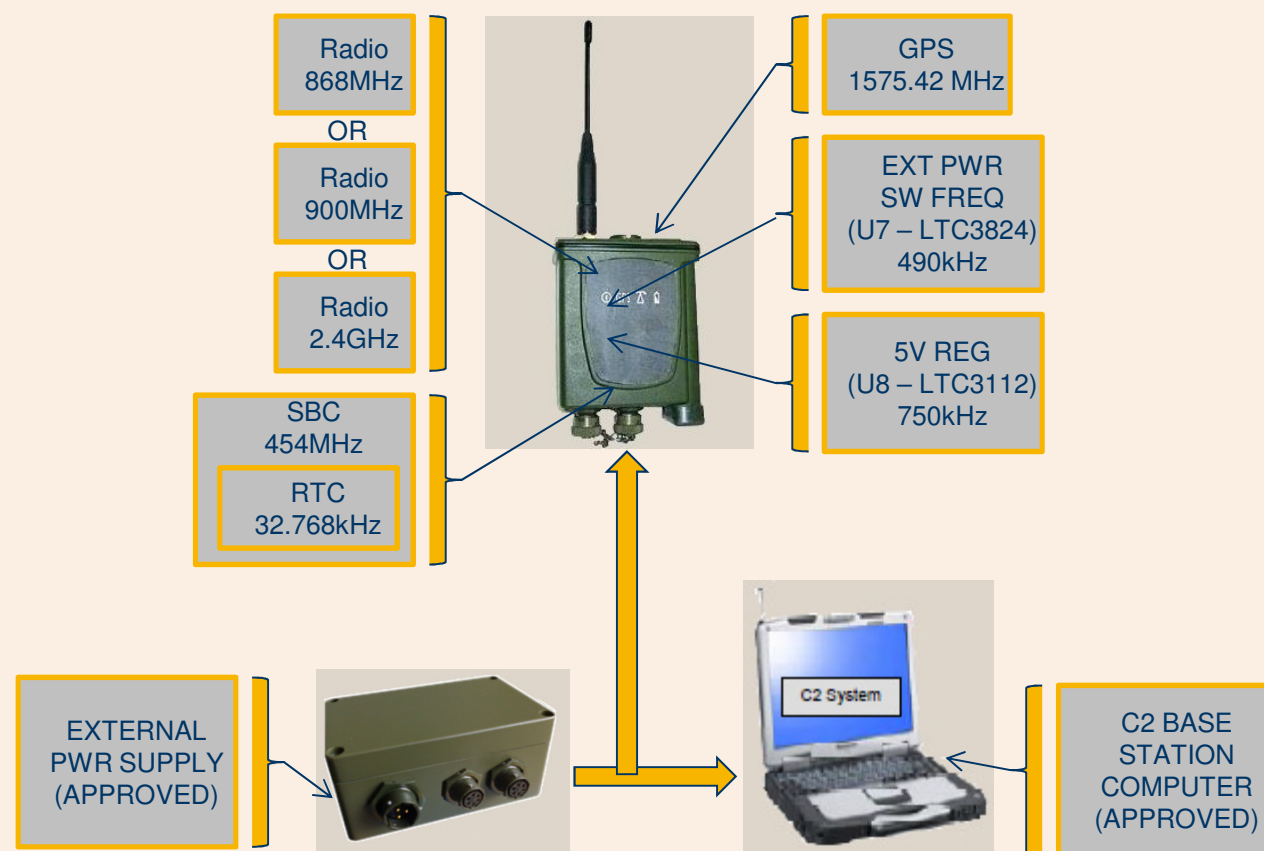 Radio
868MHz
OR
Radio
900MHz
OR
Radio
2.4GHz
SBC
454MHz
RTC
32.768kHz
GPS
1575.42 MHz
EXT PWR
SW FREQ
(U7 – LTC3824)
490kHz
5V REG
(U8 – LTC3112)
750kHz
EXTERNAL
PWR SUPPLY
(APPROVED)
C2 System
C2 BASE
STATION
COMPUTER
(APPROVED)